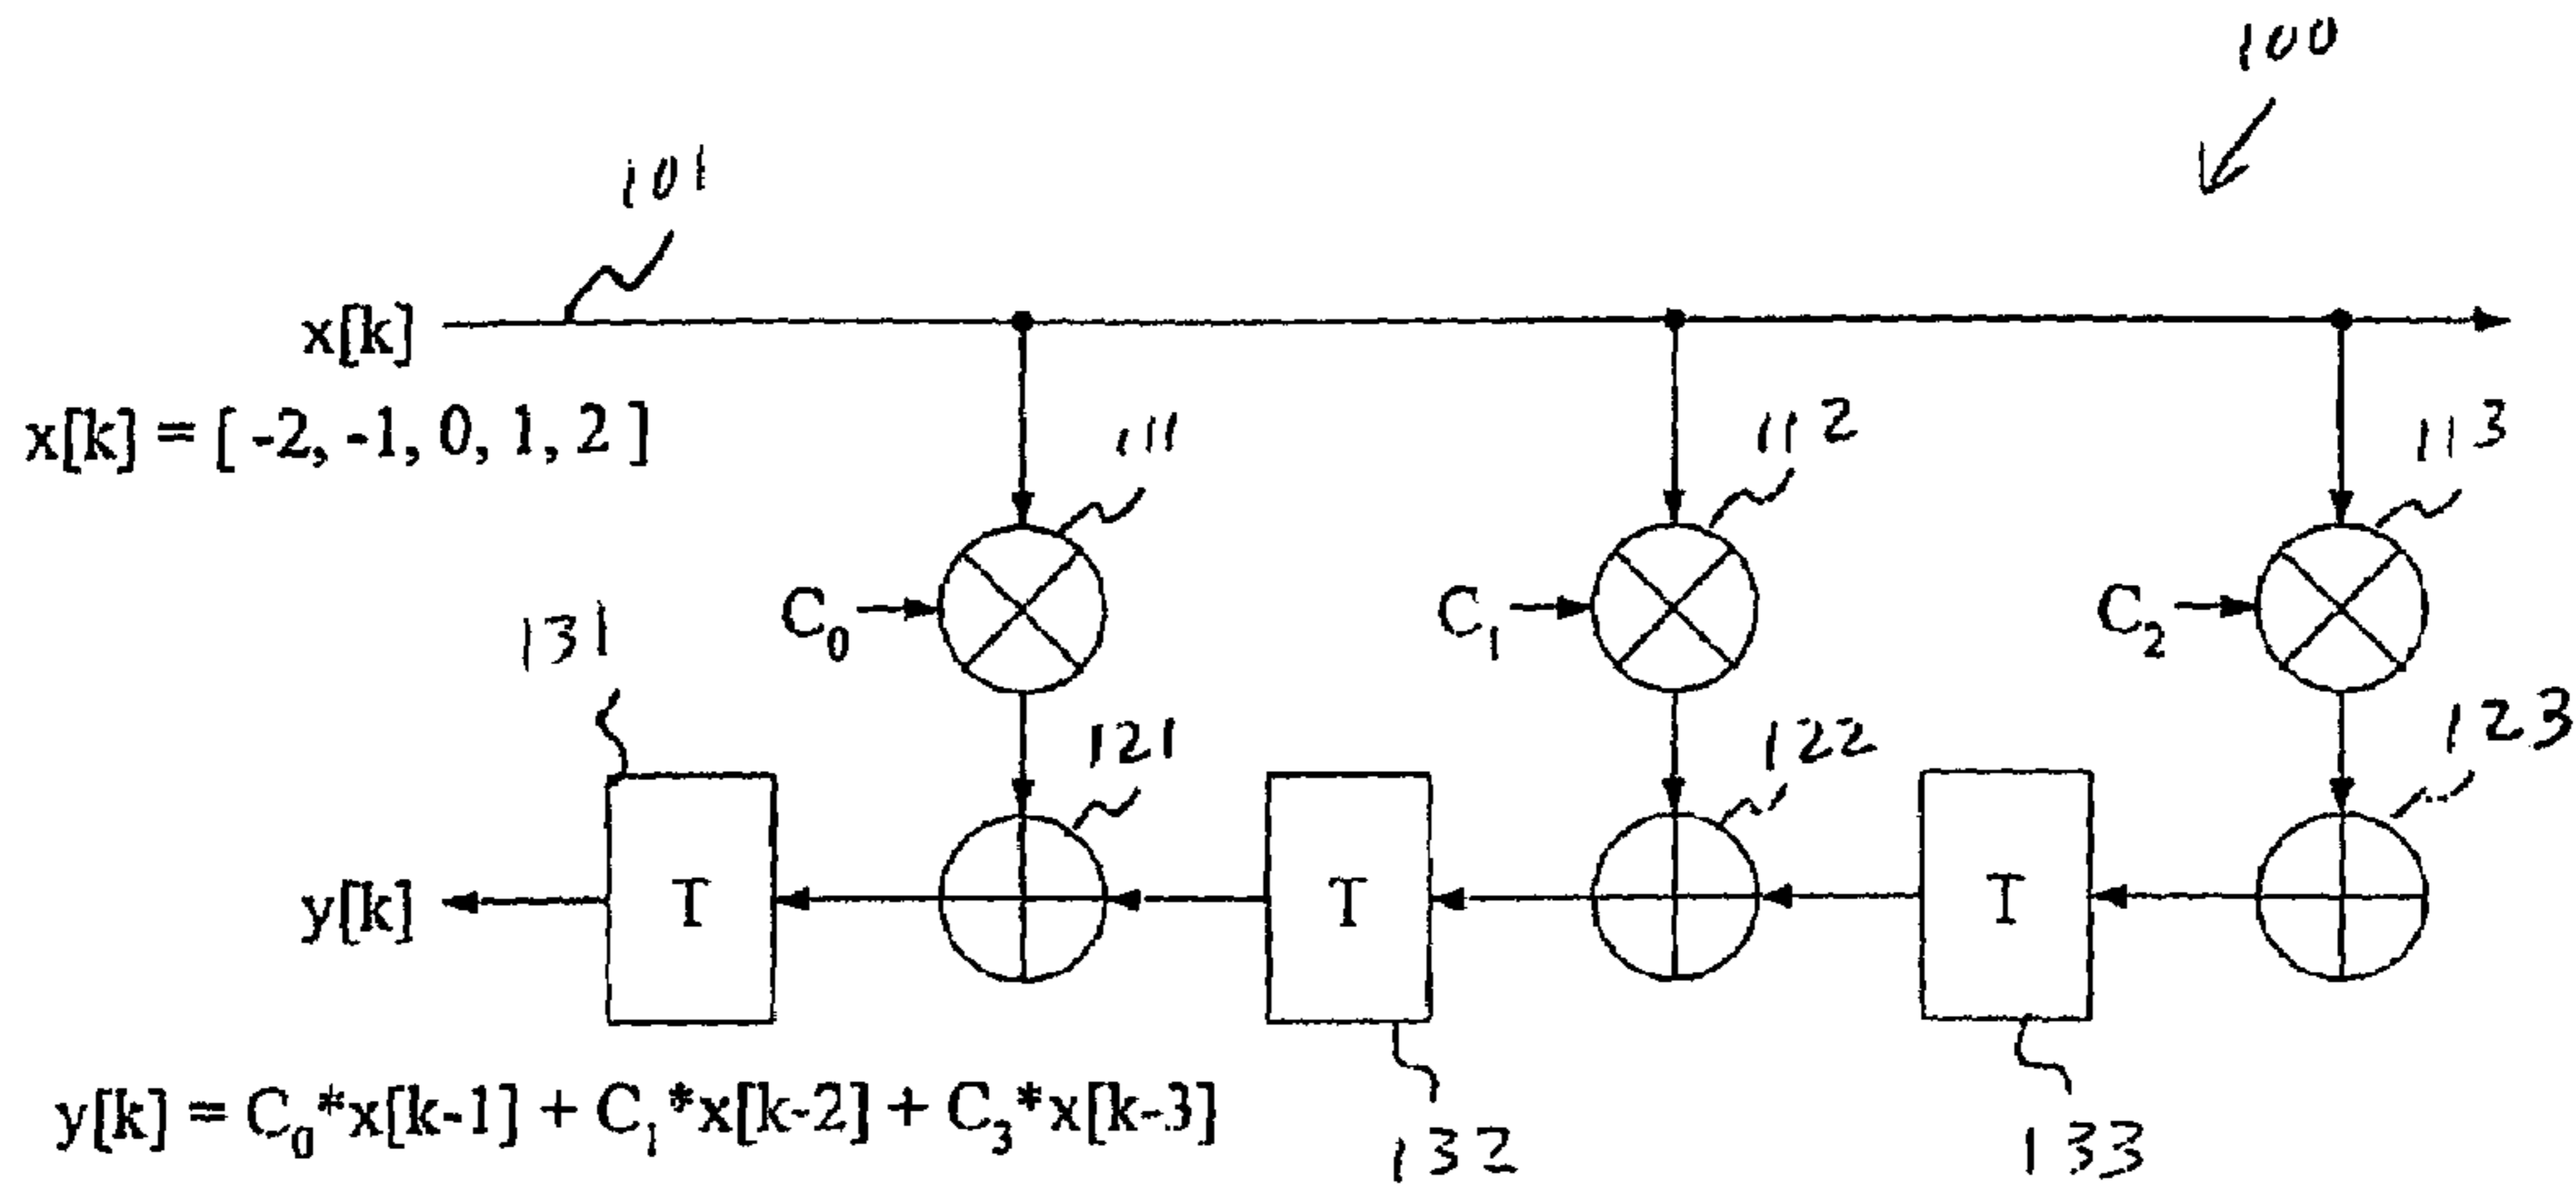 100
101
x[k]
x[k] = [ -2, -1, 0, 1, 2 ]
111
112
113
C₀
C₁
C₂
131
121
122
123
y[k]
T
T
T
y[k] = C₀*x[k-1] + C₁*x[k-2] + C₃*x[k-3]
132
133